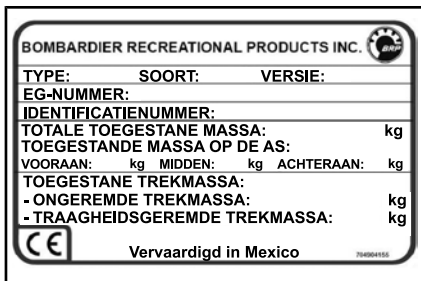 BOMBARDIER RECREATIONAL PRODUCTS INC. BRP
TYPE: SOORT: VERSIE:
EG-NUMMER:
IDENTIFICATIENUMMER:
TOTALE TOEGESTANE MASSA: kg
TOEGESTANDE MASSA OP DE AS:
VOORAAN: kg MIDDEN: kg ACHTERAAN: kg
TOEGESTANE TREKMASSA:
- ONGEREMDE TREKMASSA: kg
- TRAAGHEIDSGEREMDE TREKMASSA: kg
CE Vervaardigd in Mexico 704904155